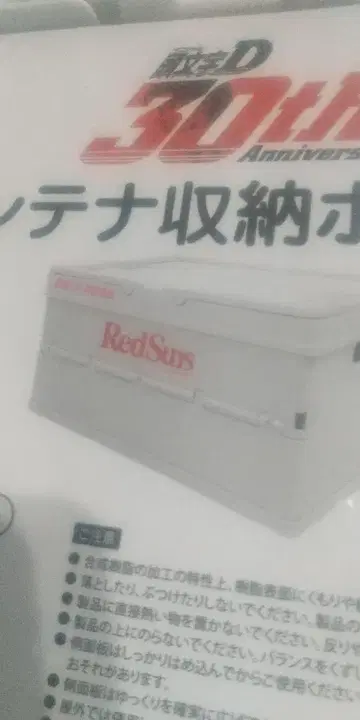 頭文字D
30th
Annivers
ンテナ収納ボ
RedSuns
ご注意
● 合成樹脂の加工の特性上、樹脂表面にくもりや
● 落としたり、ぶつけたりしないでください。製品の
● 製品に直接熱い物を置かないでください。反りや
● 製品の上にのらないでください。バランスをくずし
● 側面板はしっかりはめ込んでからご使用ください
おそれがあります。
● 側面板はゆっくりを確実に
● 屋外では